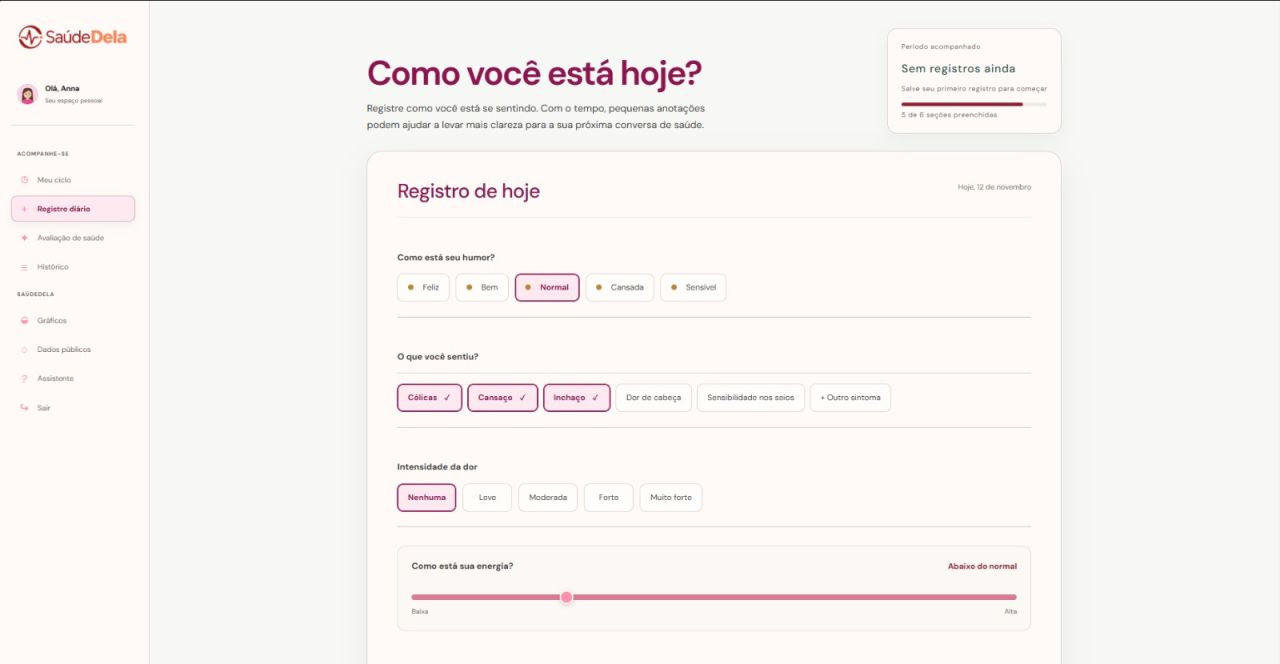 SaúdeDela
Olá, Anna
Seu espaço pessoal
ACOMPANHE-SE
Meu ciclo
Registro diário
Avaliação de saúde
Histórico
SAÚDEDELA
Gráficos
Dados públicos
Assistente
Sair
Como você está hoje?
Registre como você está se sentindo. Com o tempo, pequenas anotações
podem ajudar a levar mais clareza para a sua próxima conversa de saúde.
Período acompanhado
Sem registros ainda
Salve seu primeiro registro para começar
5 de 6 seções preenchidas
Registro de hoje
Hoje, 12 de novembro
Como está seu humor?
Feliz
Bem
Normal
Cansada
Sensível
O que você sentiu?
Cólicas ✓
Cansaço ✓
Inchaço ✓
Dor de cabeça
Sensibilidade nos seios
+ Outro sintoma
Intensidade da dor
Nenhuma
Leve
Moderada
Forte
Muito forte
Como está sua energia?
Abaixo do normal
Baixa
Alta